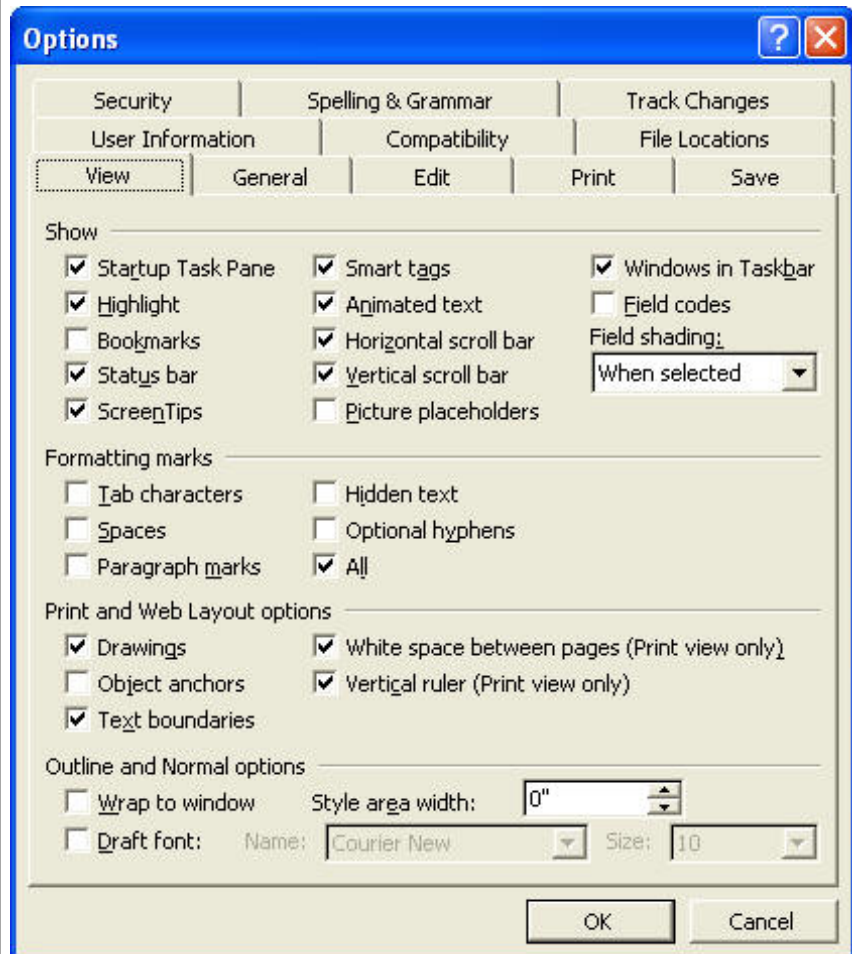 Options
Security Spelling & Grammar Track Changes
User Information Compatibility File Locations
View General Edit Print Save
Show
Startup Task Pane Smart tags Windows in Taskbar
Highlight Animated text Field codes
Bookmarks Horizontal scroll bar Field shading:
Status bar Vertical scroll bar When selected
ScreenTips Picture placeholders
Formatting marks
Tab characters Hidden text
Spaces Optional hyphens
Paragraph marks All
Print and Web Layout options
Drawings White space between pages (Print view only)
Object anchors Vertical ruler (Print view only)
Text boundaries
Outline and Normal options
Wrap to window Style area width: 0"
Draft font: Name: Courier New Size: 10
OK Cancel